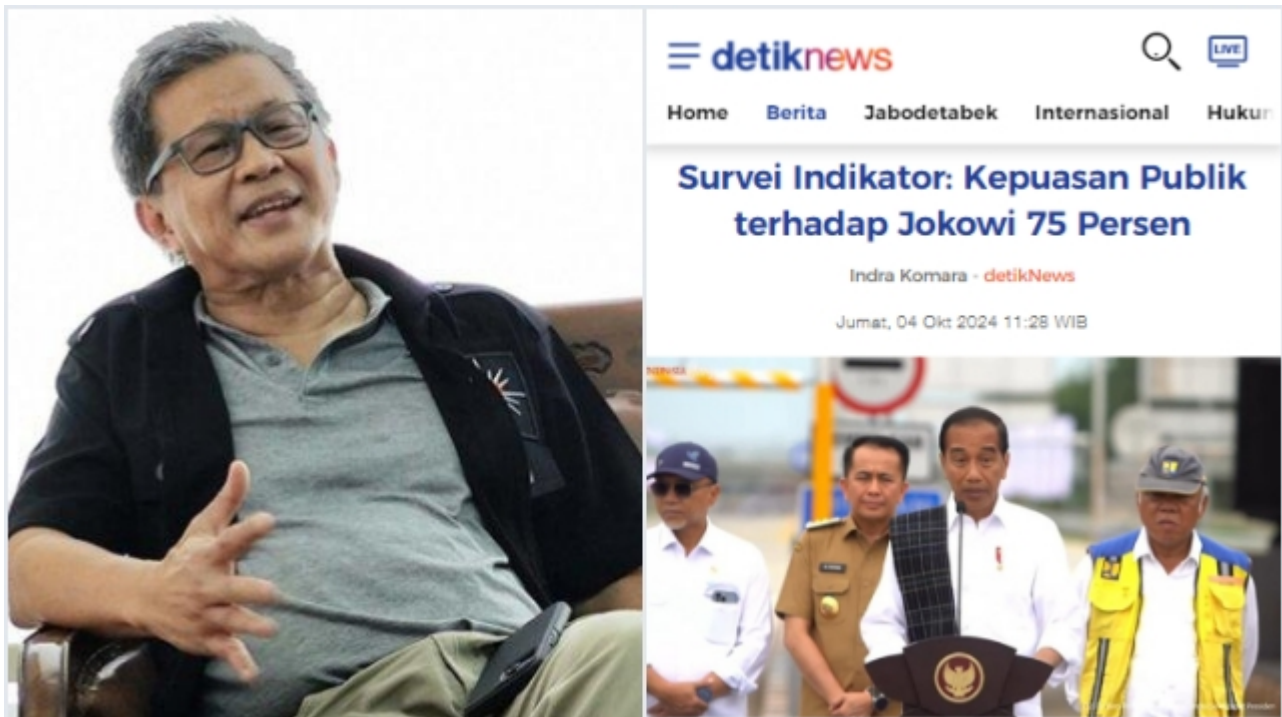 detiknews
LIVE
Home Berita Jabodetabek Internasional Huku
Survei Indikator: Kepuasan Publik
terhadap Jokowi 75 Persen
Indra Komara - detikNews
Jumat, 04 Okt 2024 11:28 WIB